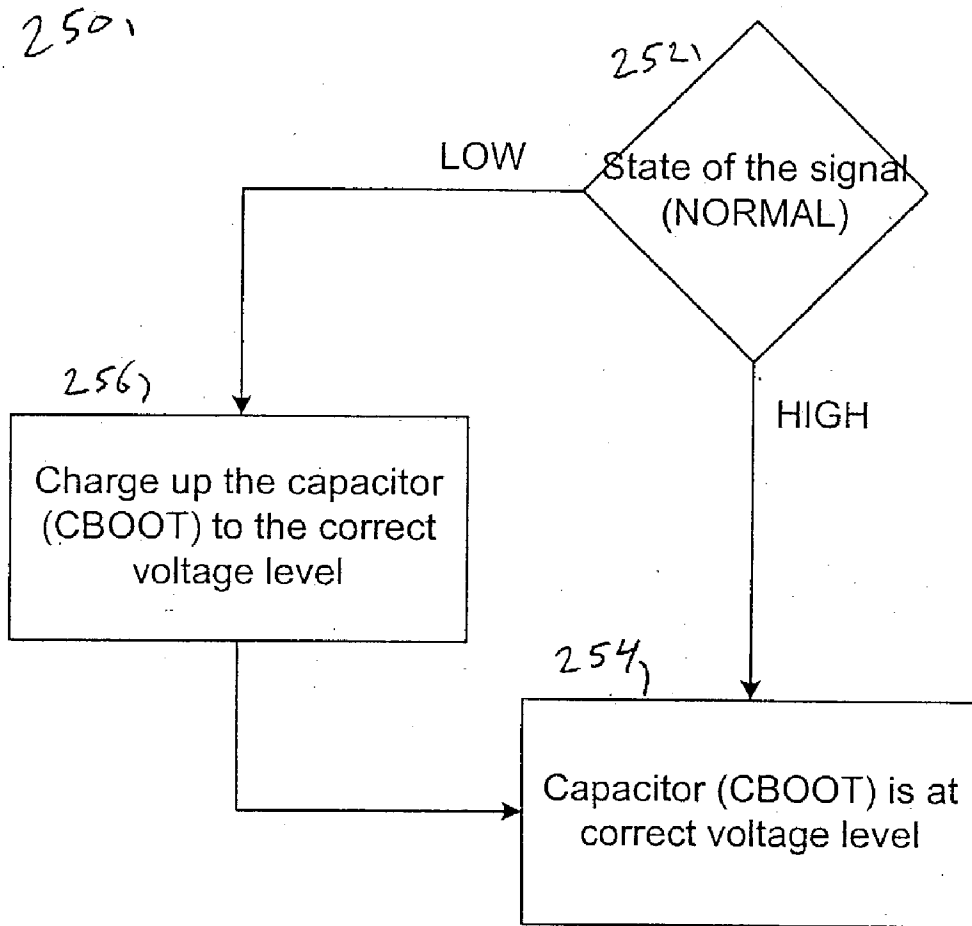 250
252
LOW
State of the signal
(NORMAL)
256
HIGH
Charge up the capacitor
(CBOOT) to the correct
voltage level
254
Capacitor (CBOOT) is at
correct voltage level